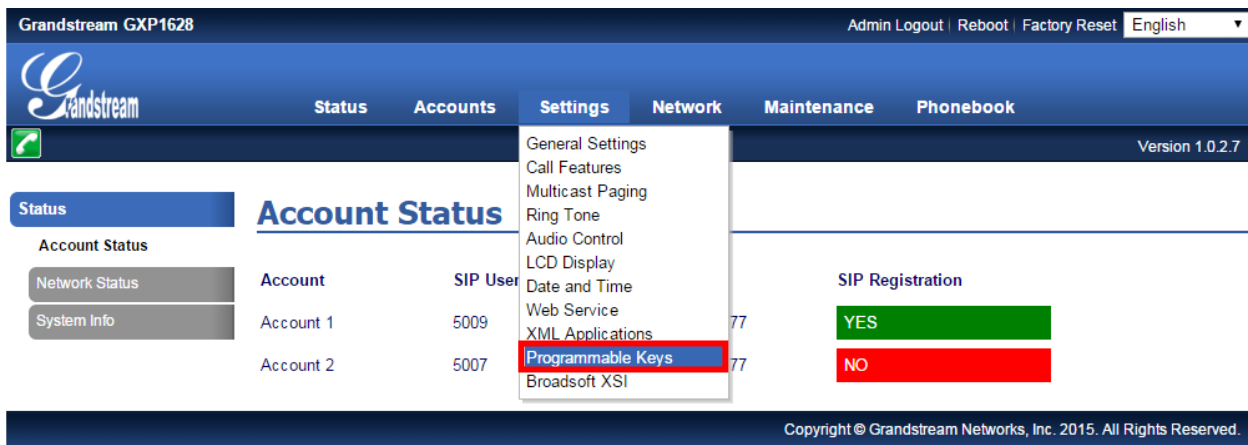 Grandstream GXP1628
Admin Logout | Reboot | Factory Reset English
Grandstream
Status Accounts Settings Network Maintenance Phonebook
Version 1.0.2.7
General Settings
Call Features
Multicast Paging
Ring Tone
Audio Control
LCD Display
Date and Time
Web Service
XML Applications
Programmable Keys
Broadsoft XSI
Status
Account Status
Network Status
System Info
Account Status
Account SIP User SIP Registration
Account 1 5009 77 YES
Account 2 5007 77 NO
Copyright © Grandstream Networks, Inc. 2015. All Rights Reserved.